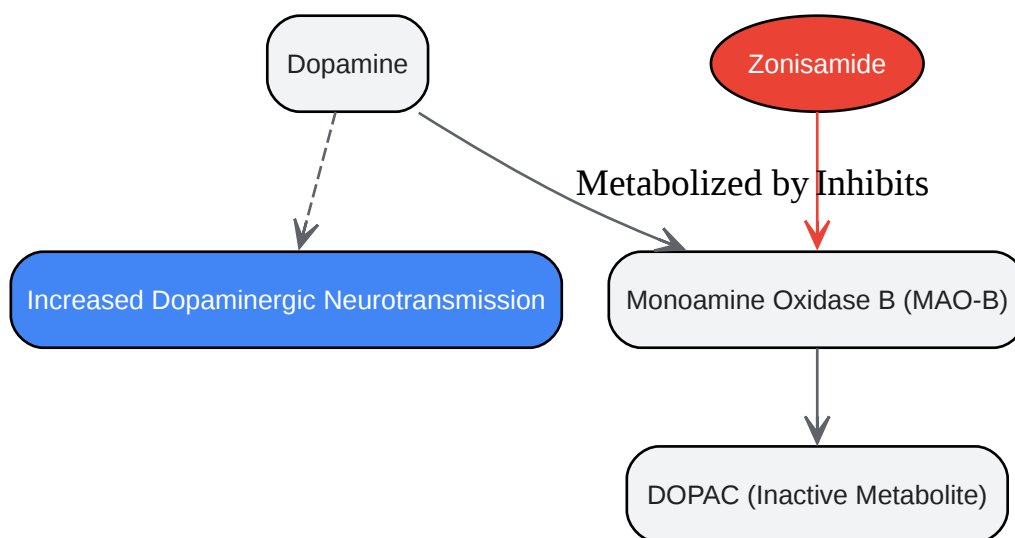 Dopamine
Zonisamide
Metabolized by
Inhibits
Increased Dopaminergic Neurotransmission
Monoamine Oxidase B (MAO-B)
DOPAC (Inactive Metabolite)